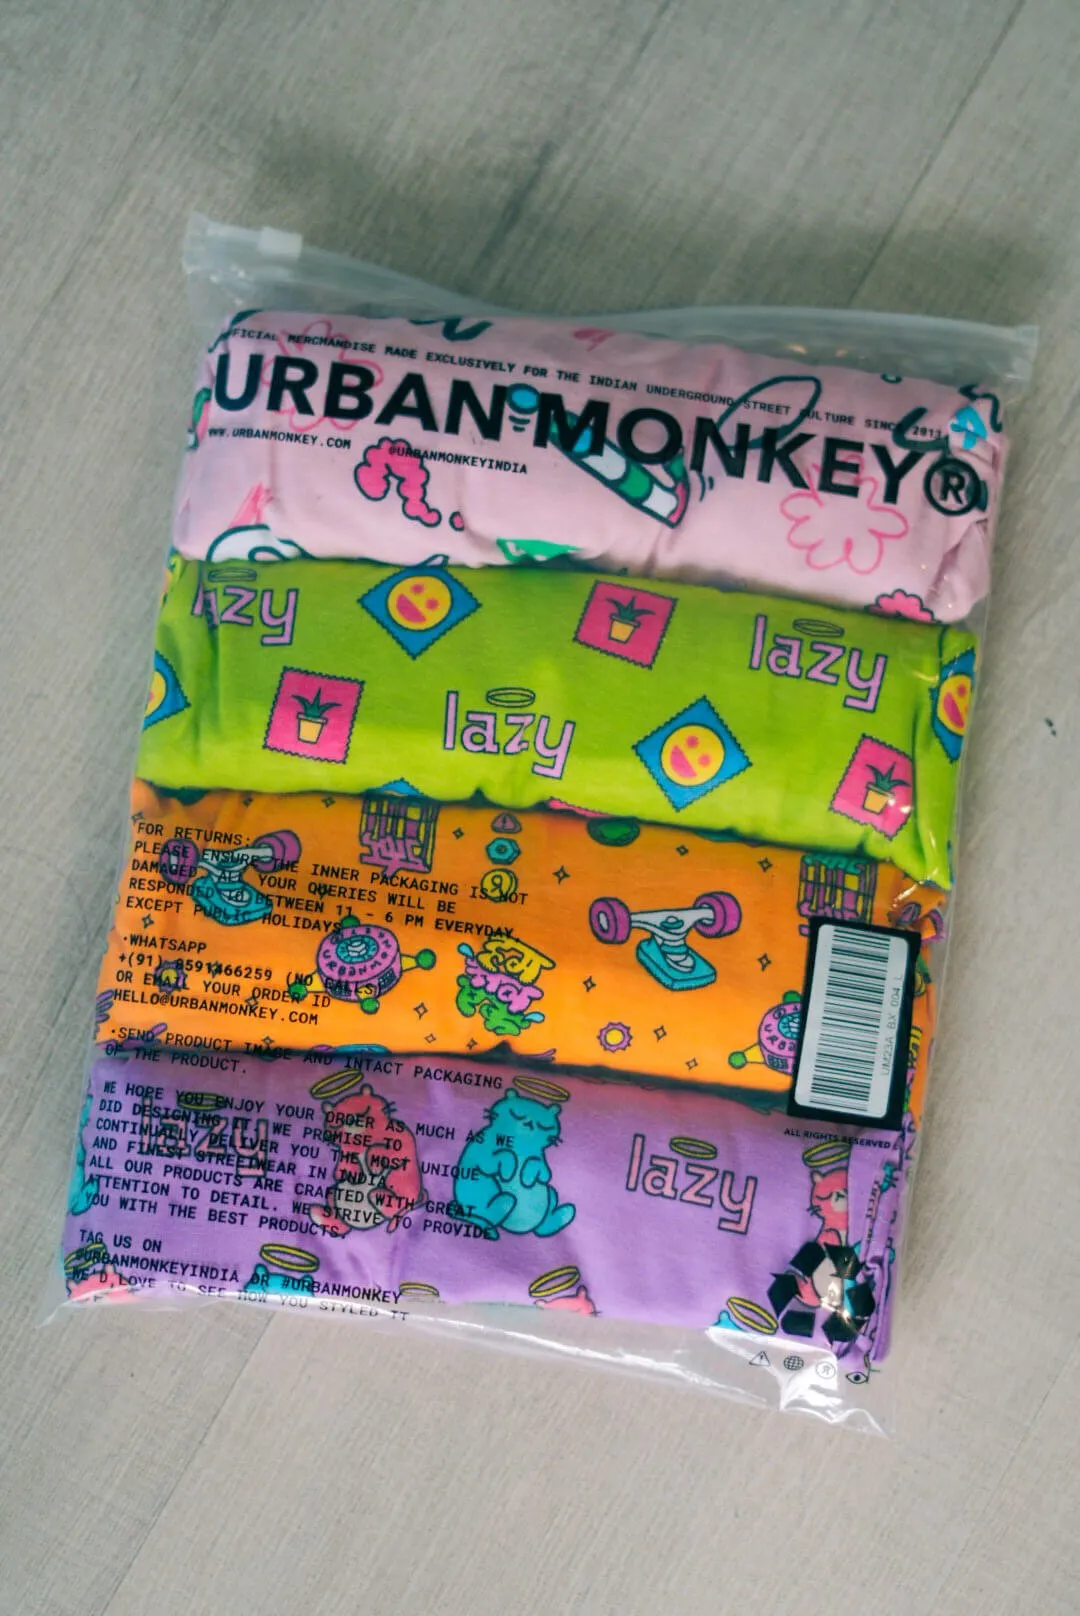 FICIAL MERCHANDISE MADE EXCLUSIVELY FOR THE INDIAN UNDERGROUND STREET CULTURE SINCE 2013
URBAN MONKEY®
WWW.URBANMONKEY.COM
@URBANMONKEYINDIA
lazy
lazy
lazy
FOR RETURNS:
PLEASE ENSURE THE INNER PACKAGING IS NOT
DAMAGED. ALL YOUR QUERIES WILL BE
RESPONDED TO BETWEEN 11 - 6 PM EVERYDAY
EXCEPT PUBLIC HOLIDAYS
·WHATSAPP
+(91) 8591466259 (NO CALLS)
OR EMAIL YOUR ORDER ID
HELLO@URBANMONKEY.COM
·SEND PRODUCT IMAGE AND INTACT PACKAGING
OF THE PRODUCT.
UM23A BX 004 L
ALL RIGHTS RESERVED
WE HOPE YOU ENJOY YOUR ORDER AS MUCH AS WE
DID DESIGNING WE PROMISE TO
CONTINUALLY DELIVER YOU THE MOST UNIQUE
AND FINEST STREETWEAR IN INDIA.
ALL OUR PRODUCTS ARE CRAFTED WITH GREAT
ATTENTION TO DETAIL. WE STRIVE TO PROVIDE
YOU WITH THE BEST PRODUCTS.
lazy
lazy
TAG US ON
@URBANMONKEYINDIA OR #URBANMONKEY
WE'D LOVE TO SEE HOW YOU STYLED IT